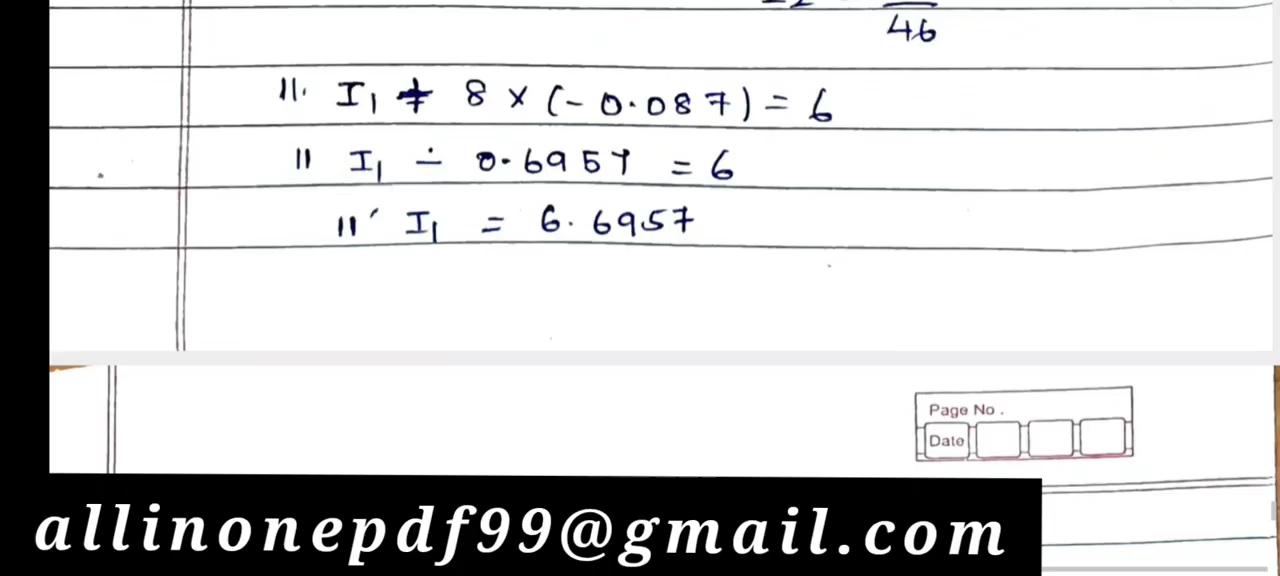 46
11. I₁ + 8 × (- 0.087) = 6
11 I₁ - 0.6957 = 6
11 I₁ = 6.6957
Page No.
Date
allinonepdf99@gmail.com